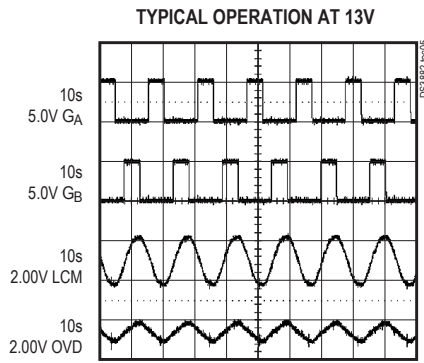 TYPICAL OPERATION AT 13V
10s
5.0V GA
10s
5.0V GB
10s
2.00V LCM
10s
2.00V OVD